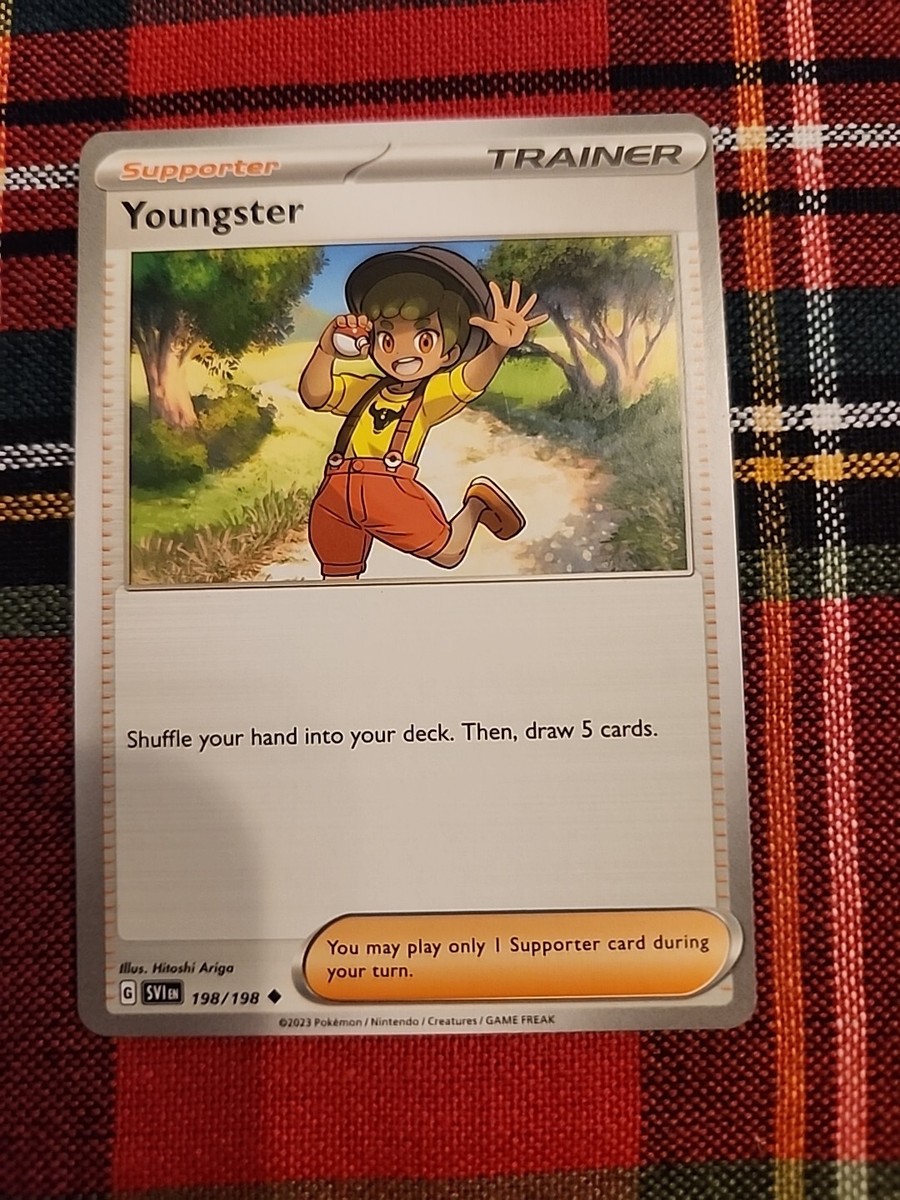 Supporter
TRAINER
Youngster
Shuffle your hand into your deck. Then, draw 5 cards.
You may play only 1 Supporter card during
your turn.
Illus. Hitoshi Ariga
G SVI EN 198/198 ◆
©2023 Pokémon / Nintendo / Creatures / GAME FREAK